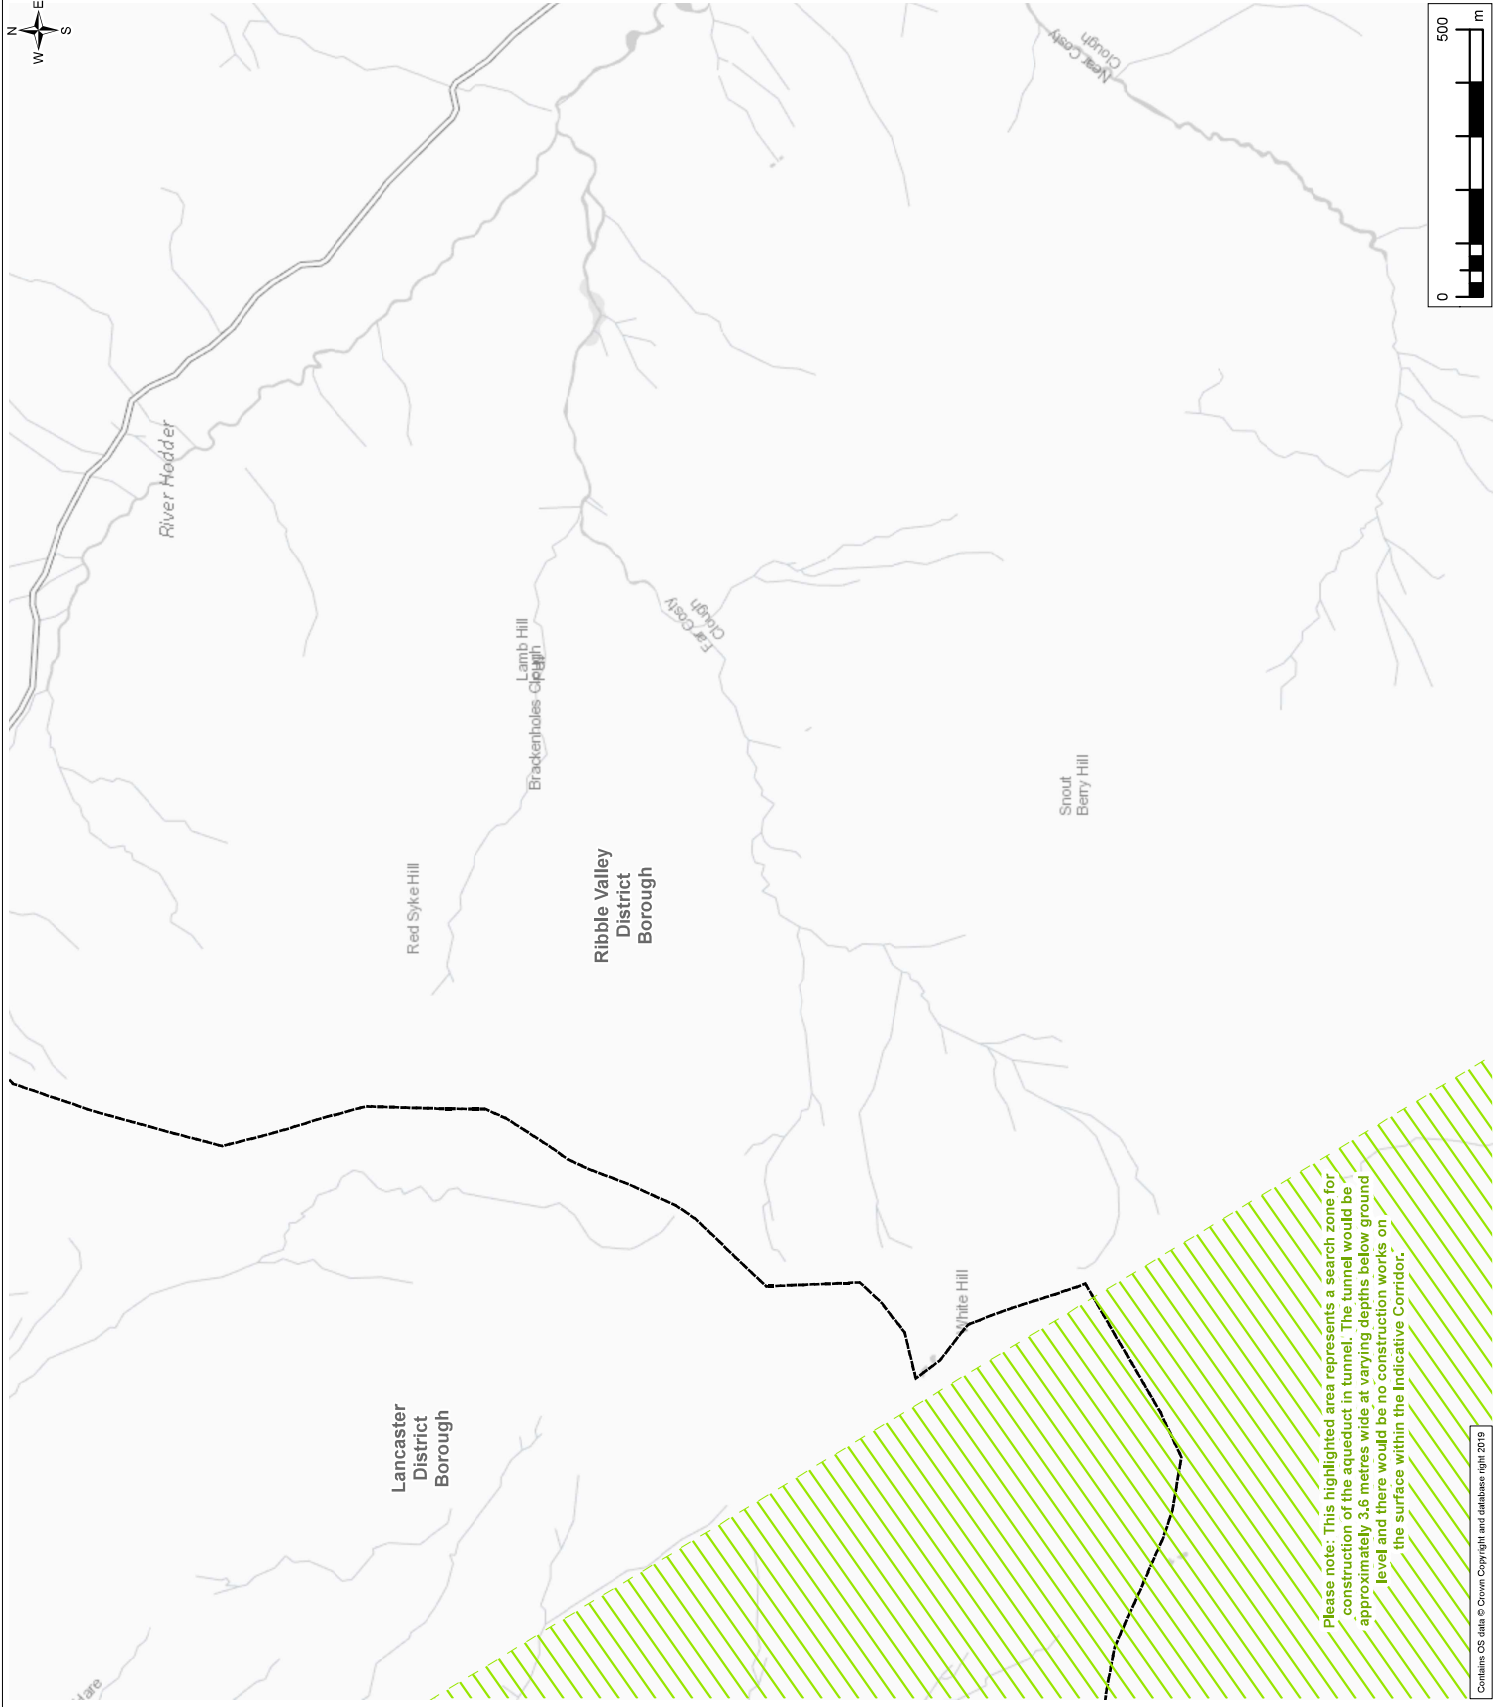 N
E
S
W
500
m
0
Near Costy
Clough
River Hodder
Lamb Hill
Fell
Brackenholes Clough
Far Costy
Clough
Red Syke Hill
Ribble Valley
District
Borough
Snout
Berry Hill
White Hill
Lancaster
District
Borough
Please note: This highlighted area represents a search zone for
construction of the aqueduct in tunnel. The tunnel would be
approximately 3.6 metres wide at varying depths below ground
level and there would be no construction works on
the surface within the Indicative Corridor.
Contains OS data © Crown Copyright and database right 2019